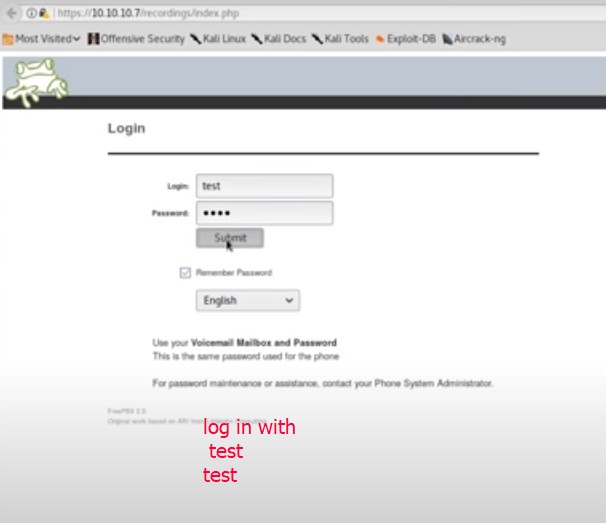 https://10.10.10.7/recordings/index.php
Most Visited Offensive Security Kali Linux Kali Docs Kali Tools Exploit-DB Aircrack-ng
Login
Login: test
Password: ••••
Submit
Remember Password
English
Use your Voicemail Mailbox and Password
This is the same password used for the phone
For password maintenance or assistance, contact your Phone System Administrator.
FreePBX 2.5
Original work based on ARI from
log in with
test
test